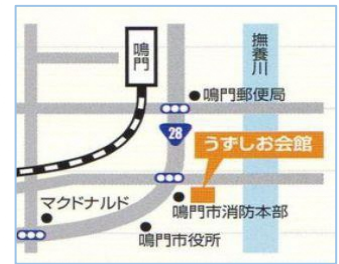 鳴門
撫養川
鳴門郵便局
28
うずしお会館
マクドナルド
鳴門市消防本部
鳴門市役所